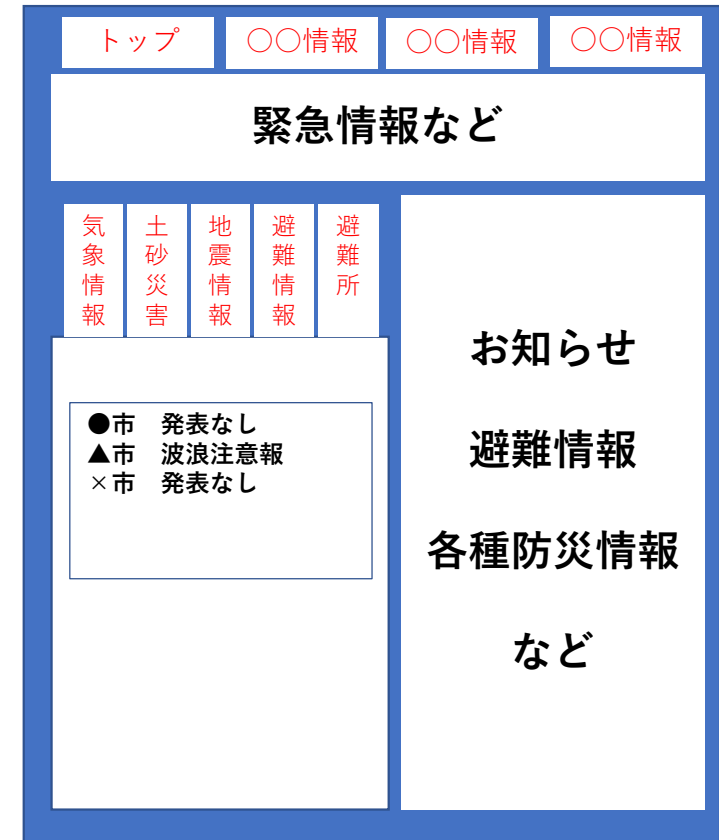 トップ
〇〇情報
〇〇情報
〇〇情報
緊急情報など
気象情報
土砂災害
地震情報
避難情報
避難所
●市　発表なし
▲市　波浪注意報
×市　発表なし
お知らせ
避難情報
各種防災情報
など